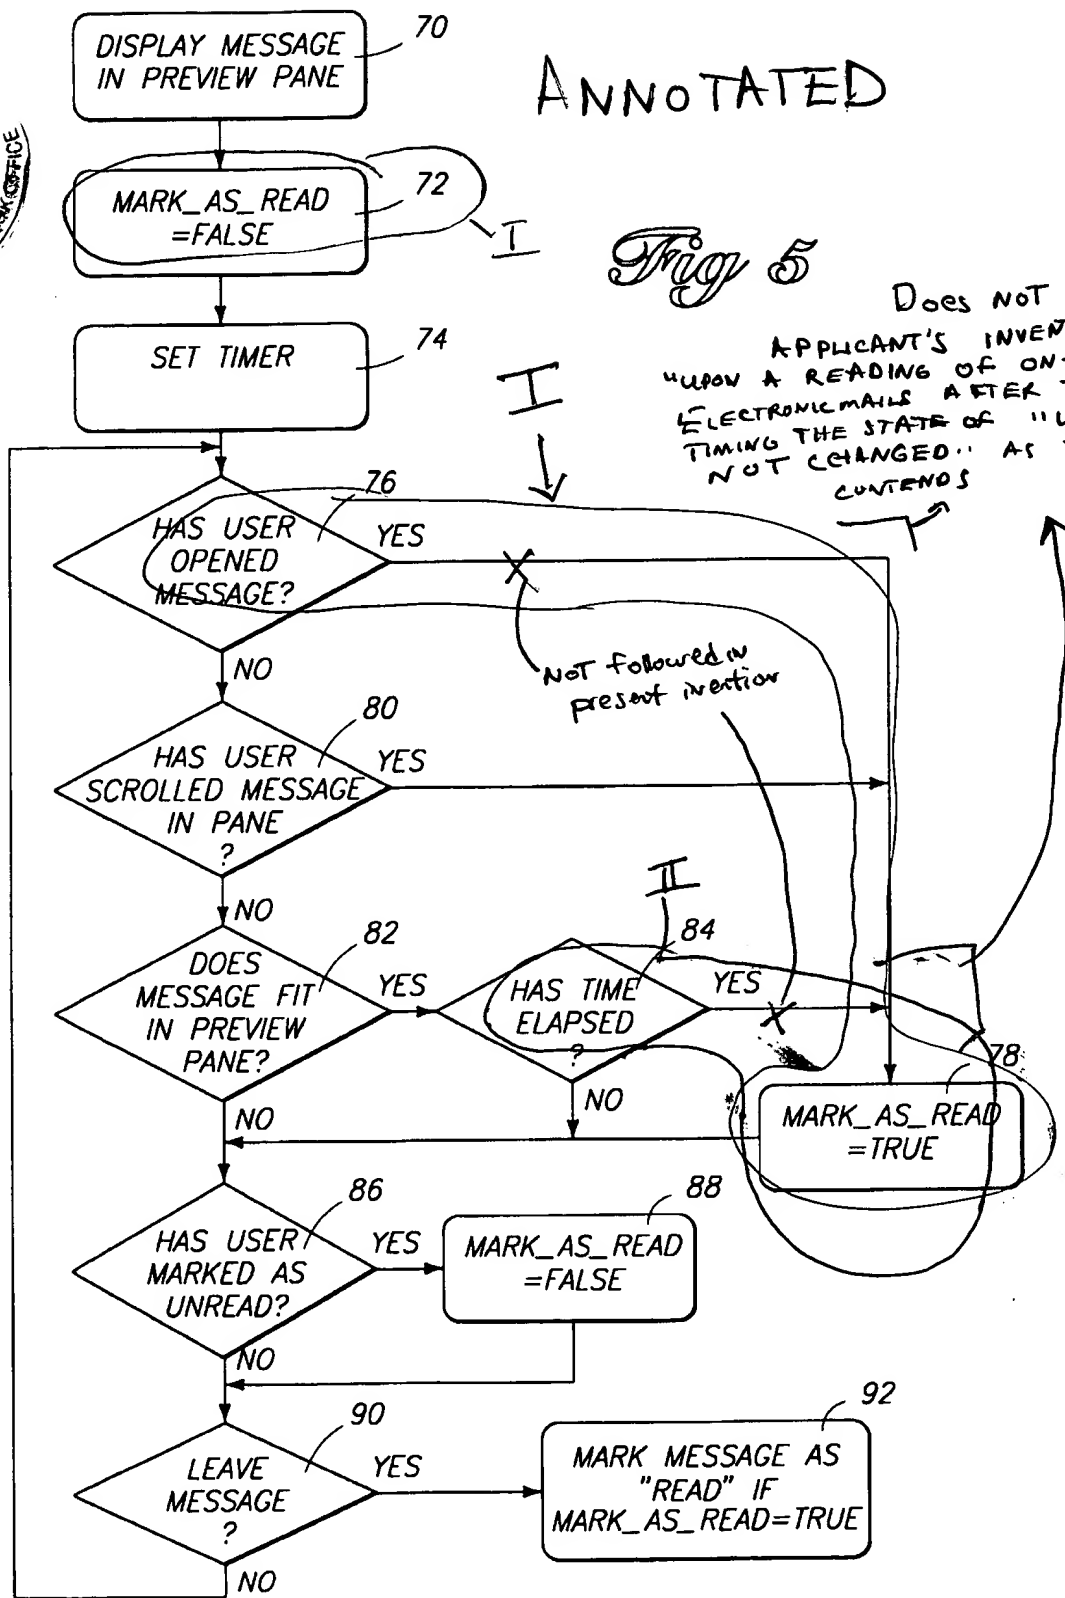 DISPLAY MESSAGE
IN PREVIEW PANE
70
ANNOTATED
OFFICE
MARK_AS_READ
=FALSE
72
I
Fig 5
SET TIMER
74
Does NOT
APPLICANT'S INVEN
"UPON A READING OF ON
ELECTRONIC MAILS AFTER
TIMING THE STATE OF "U
NOT CHANGED" AS
CONTENDS
I
HAS USER
OPENED
MESSAGE?
76
YES
NO
NOT followed in
present invention
HAS USER
SCROLLED MESSAGE
IN PANE
?
80
YES
NO
II
DOES
MESSAGE FIT
IN PREVIEW
PANE?
82
YES
NO
HAS TIME
ELAPSED
?
84
YES
NO
MARK_AS_READ
=TRUE
78
HAS USER
MARKED AS
UNREAD?
86
YES
NO
MARK_AS_READ
=FALSE
88
LEAVE
MESSAGE
?
90
YES
NO
MARK MESSAGE AS
"READ" IF
MARK_AS_READ=TRUE
92